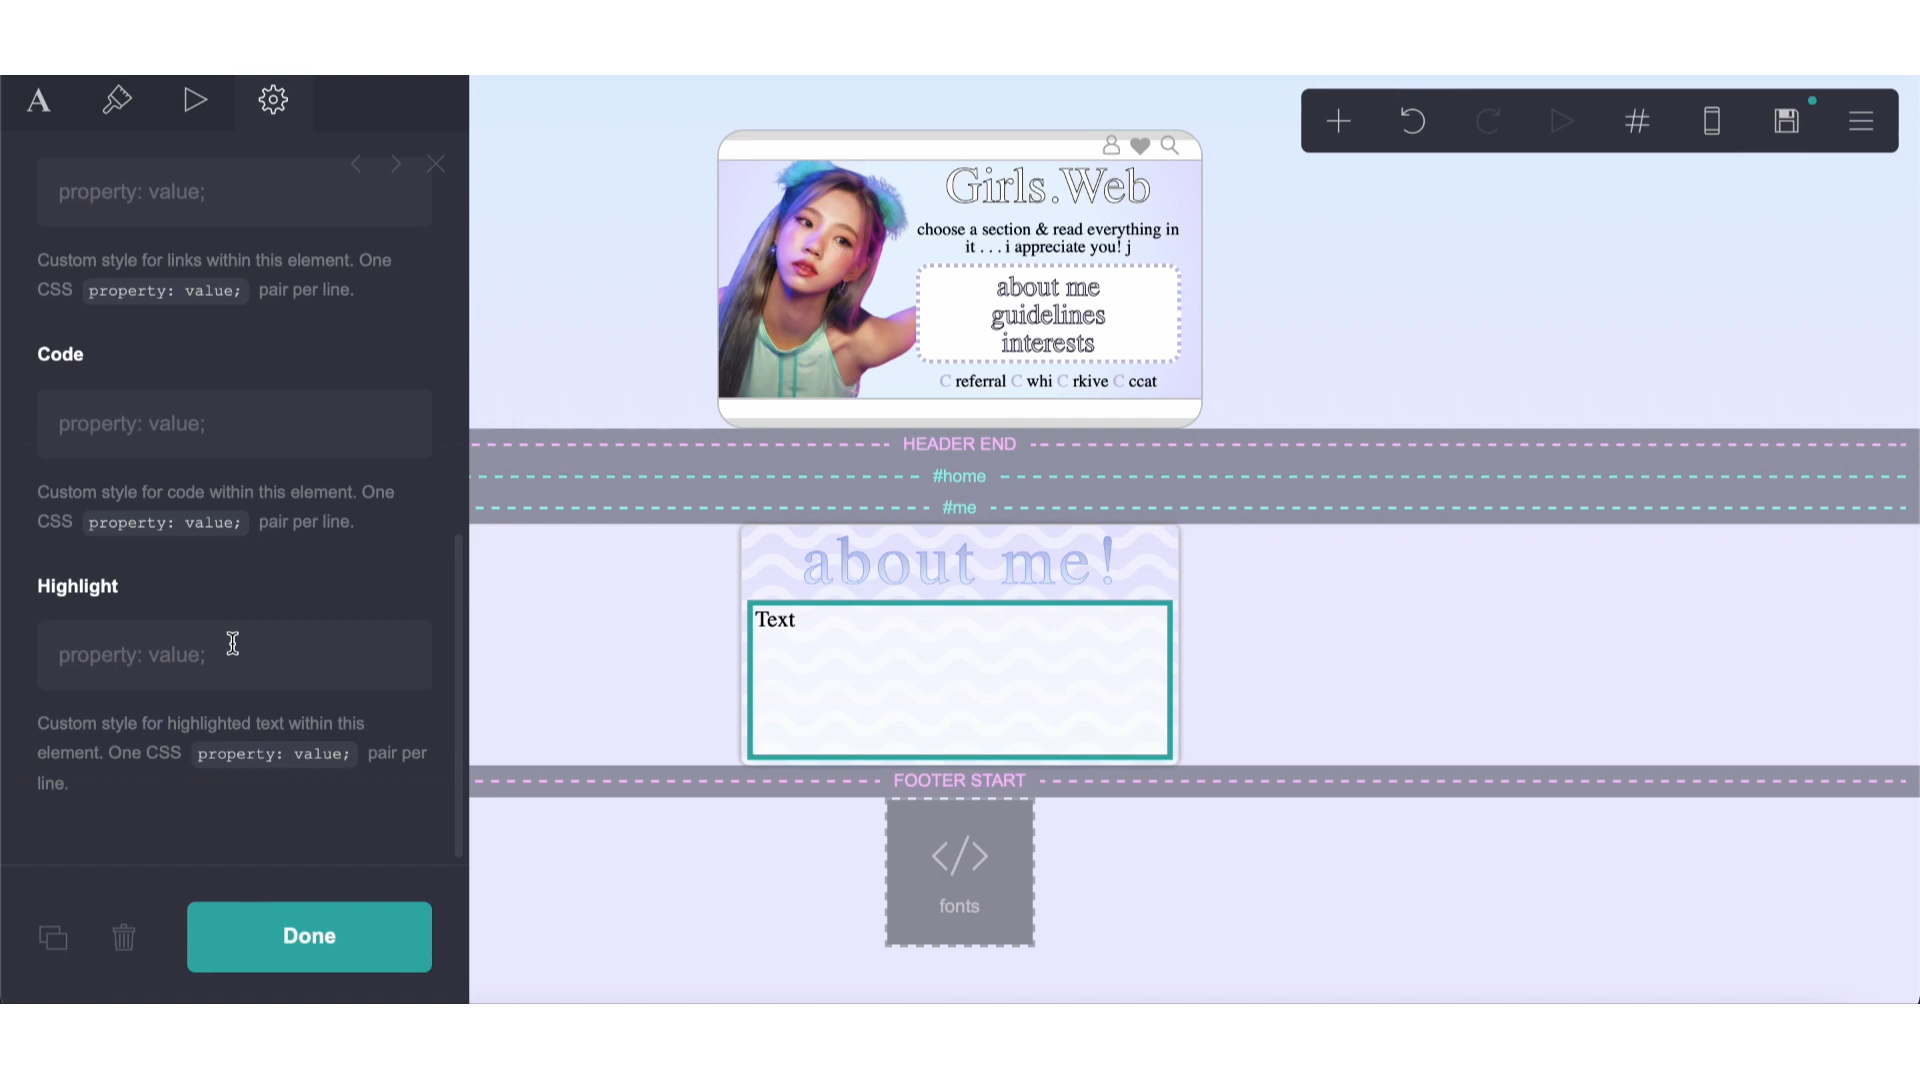 A
property: value;
Custom style for links within this element. One
CSS property: value; pair per line.
Code
property: value;
Custom style for code within this element. One
CSS property: value; pair per line.
Highlight
property: value;
Custom style for highlighted text within this
element. One CSS property: value; pair per
line.
Done
#
Girls.Web
choose a section & read everything in
it . . . i appreciate you! j
about me
guidelines
interests
C referral C whi C rkive C ccat
HEADER END
#home
#me
about me!
Text
FOOTER START
</>
fonts